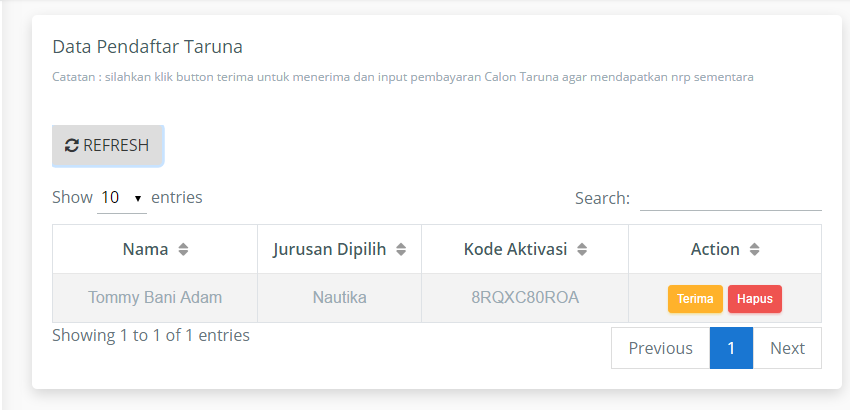 Data Pendaftar Taruna
Catatan : silahkan klik button terima untuk menerima dan input pembayaran Calon Taruna agar mendapatkan nrp sementara
REFRESH
Show 10 entries Search:
Nama Jurusan Dipilih Kode Aktivasi Action
Tommy Bani Adam Nautika 8RQXC80ROA Terima Hapus
Showing 1 to 1 of 1 entries
Previous 1 Next